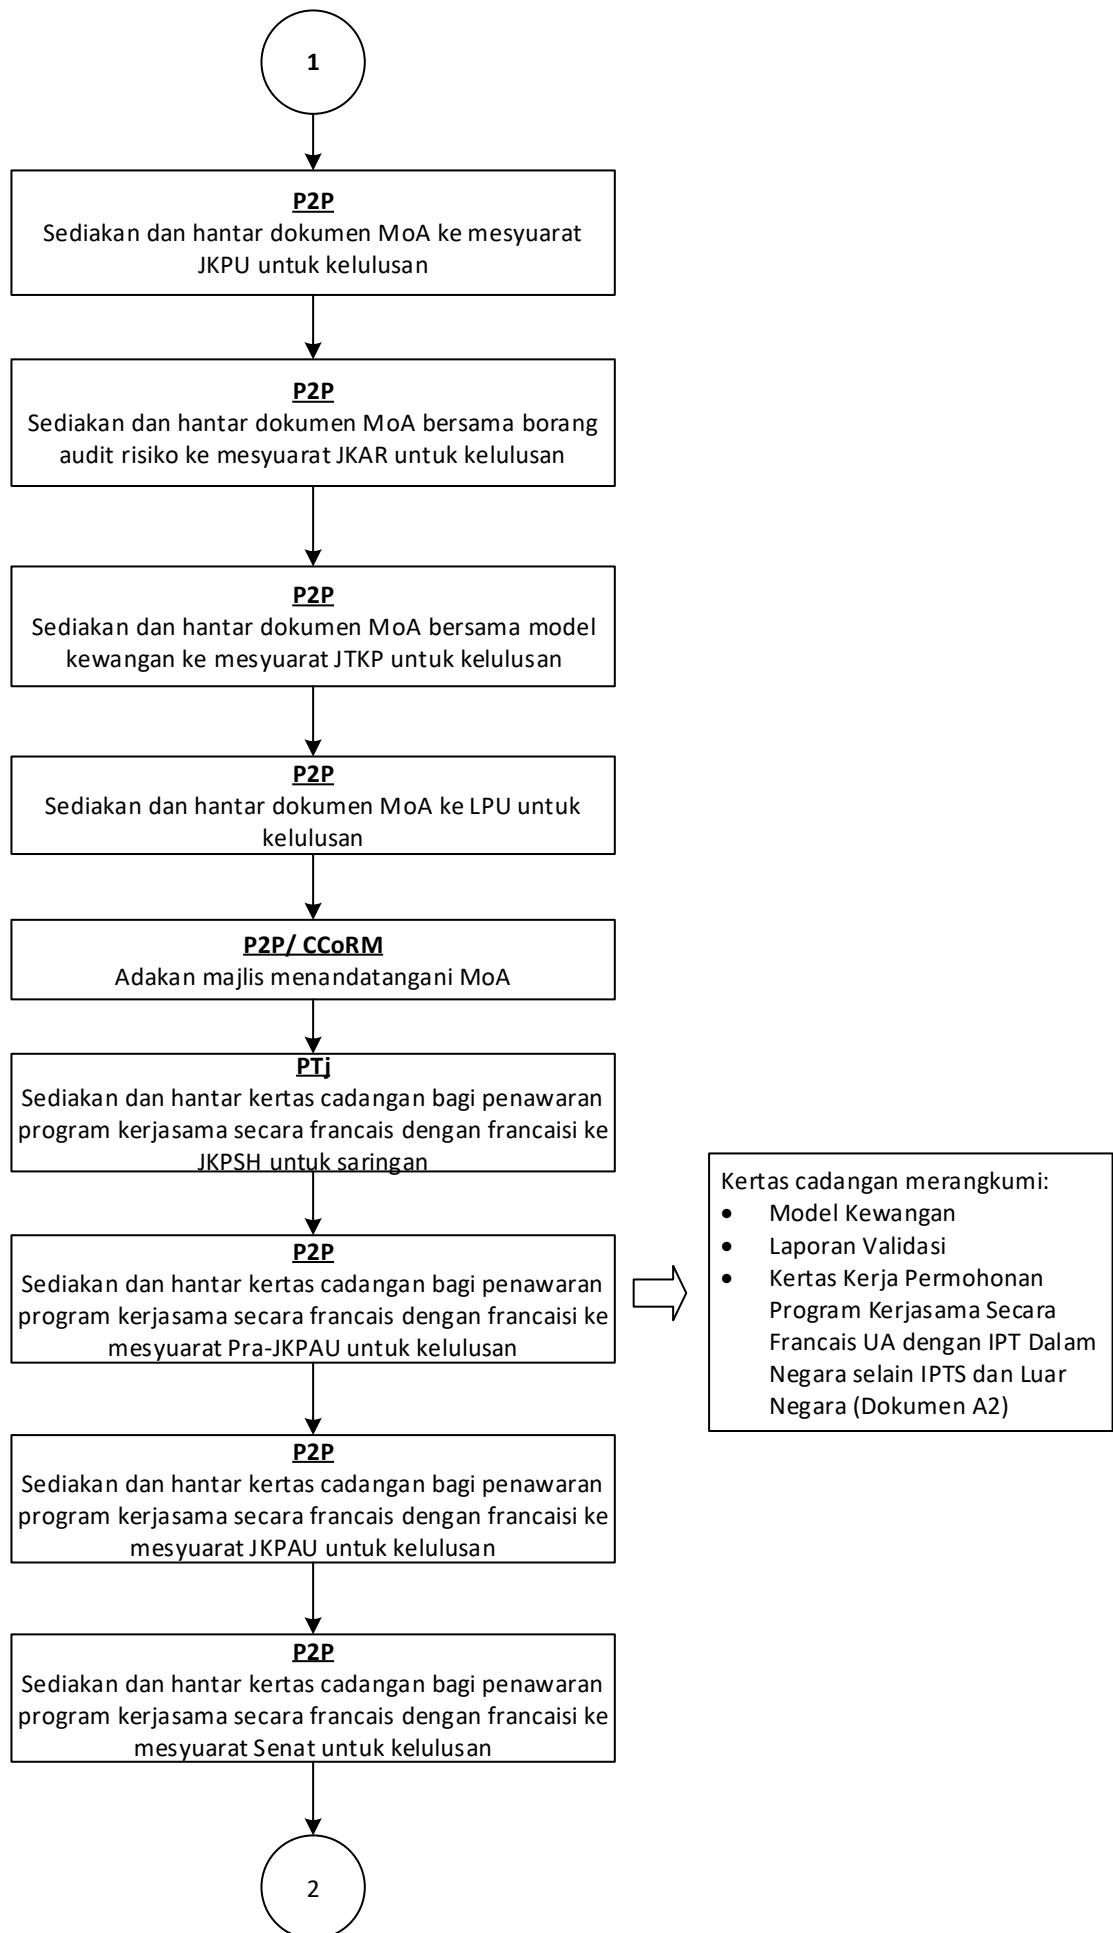 1
P2P
Sediakan dan hantar dokumen MoA ke mesyuarat
JKPU untuk kelulusan
P2P
Sediakan dan hantar dokumen MoA bersama borang
audit risiko ke mesyuarat JKAR untuk kelulusan
P2P
Sediakan dan hantar dokumen MoA bersama model
kewangan ke mesyuarat JTKP untuk kelulusan
P2P
Sediakan dan hantar dokumen MoA ke LPU untuk
kelulusan
P2P/ CCoRM
Adakan majlis menandatangani MoA
PTj
Sediakan dan hantar kertas cadangan bagi penawaran
program kerjasama secara francais dengan francaisi ke
JKPSH untuk saringan
P2P
Sediakan dan hantar kertas cadangan bagi penawaran
program kerjasama secara francais dengan francaisi ke
mesyuarat Pra-JKPAU untuk kelulusan
Kertas cadangan merangkumi:
• Model Kewangan
• Laporan Validasi
• Kertas Kerja Permohonan
Program Kerjasama Secara
Francais UA dengan IPT Dalam
Negara selain IPTS dan Luar
Negara (Dokumen A2)
P2P
Sediakan dan hantar kertas cadangan bagi penawaran
program kerjasama secara francais dengan francaisi ke
mesyuarat JKPAU untuk kelulusan
P2P
Sediakan dan hantar kertas cadangan bagi penawaran
program kerjasama secara francais dengan francaisi ke
mesyuarat Senat untuk kelulusan
2